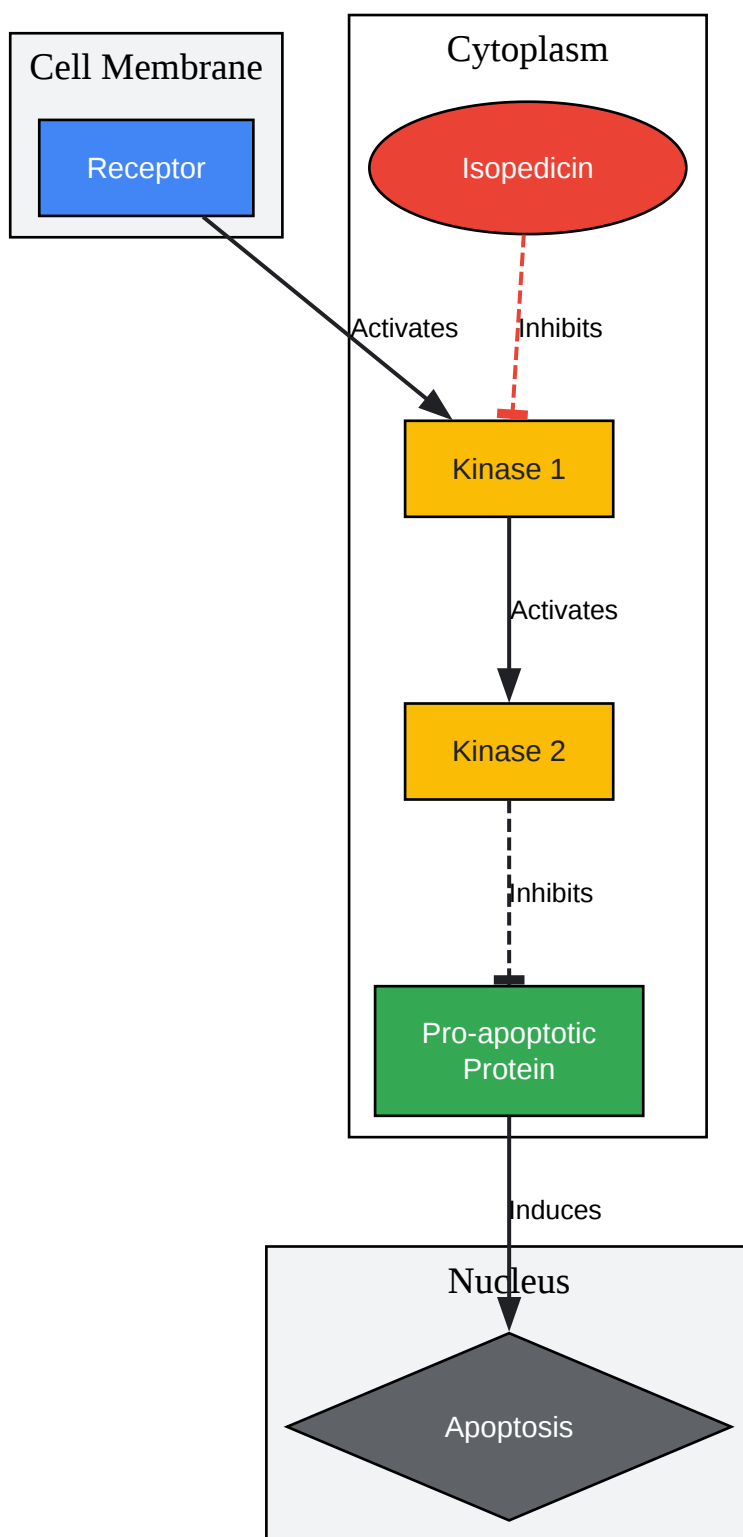 Cell Membrane
Cytoplasm
Receptor
Isopedicin
Activates
Inhibits
Kinase 1
Activates
Kinase 2
Inhibits
Pro-apoptotic
Protein
Induces
Nucleus
Apoptosis